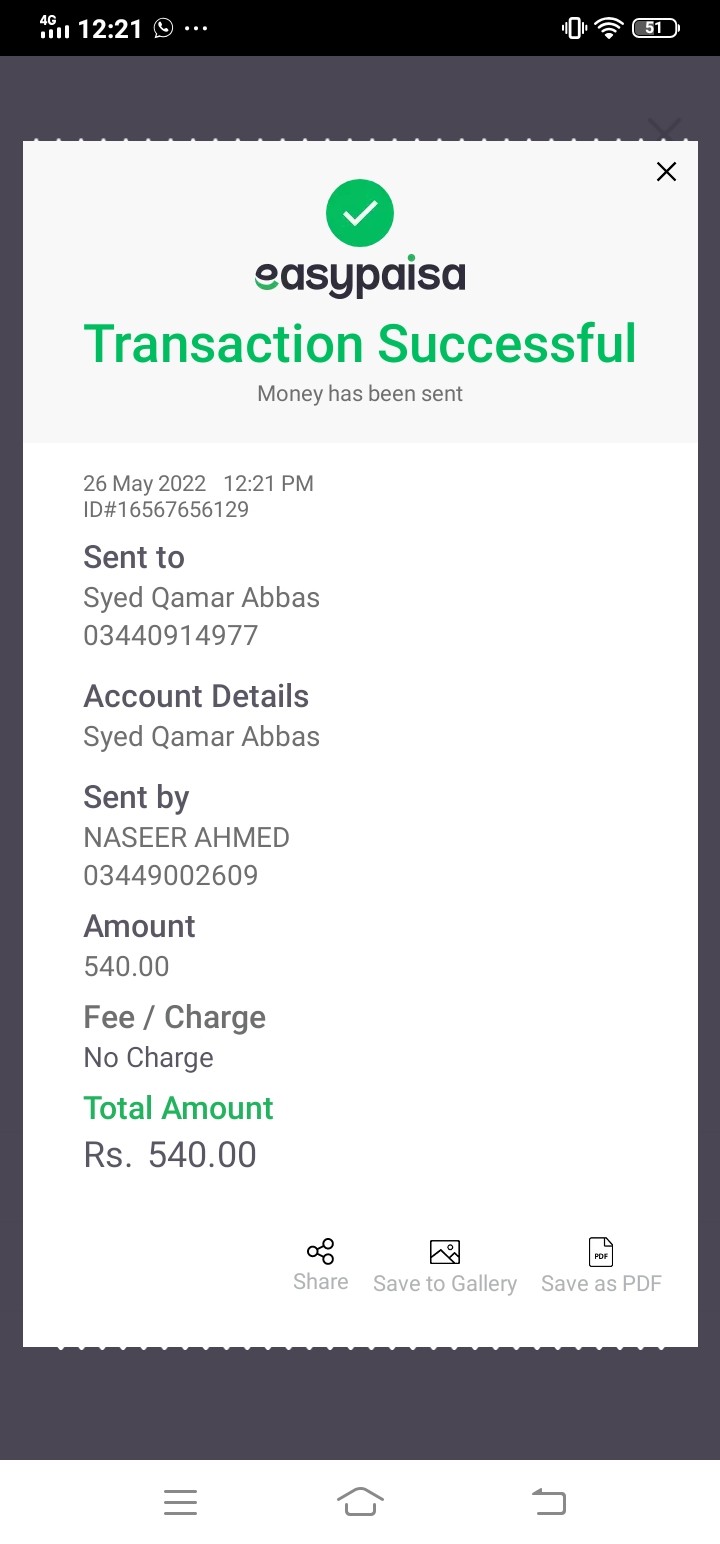 4G 12:21 51
easypaisa
Transaction Successful
Money has been sent
26 May 2022 12:21 PM
ID#16567656129
Sent to
Syed Qamar Abbas
03440914977
Account Details
Syed Qamar Abbas
Sent by
NASEER AHMED
03449002609
Amount
540.00
Fee / Charge
No Charge
Total Amount
Rs. 540.00
PDF
Share Save to Gallery Save as PDF